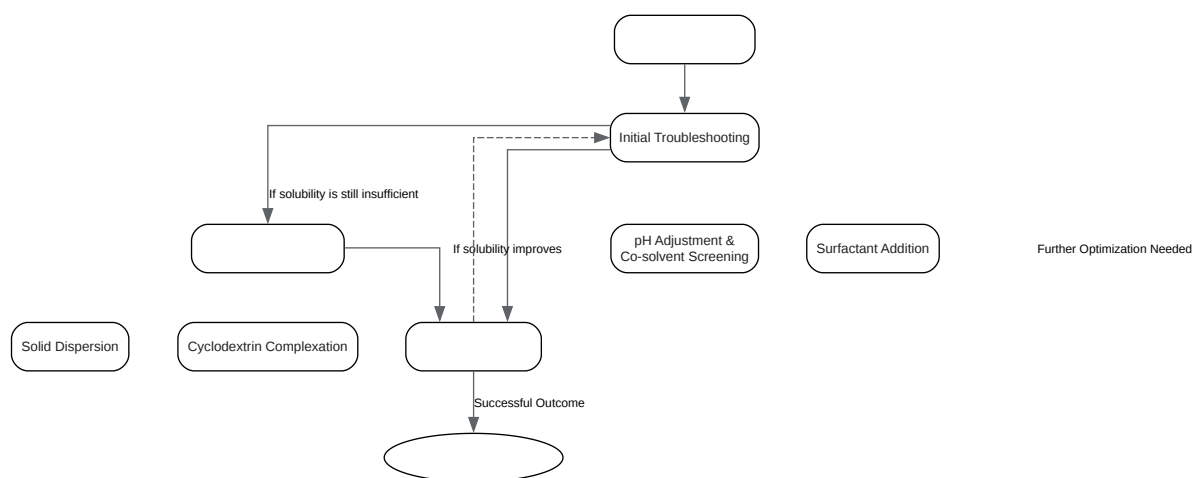 Initial Troubleshooting
If solubility is still insufficient
If solubility improves
pH Adjustment &
Co-solvent Screening
Surfactant Addition
Further Optimization Needed
Solid Dispersion
Cyclodextrin Complexation
Successful Outcome